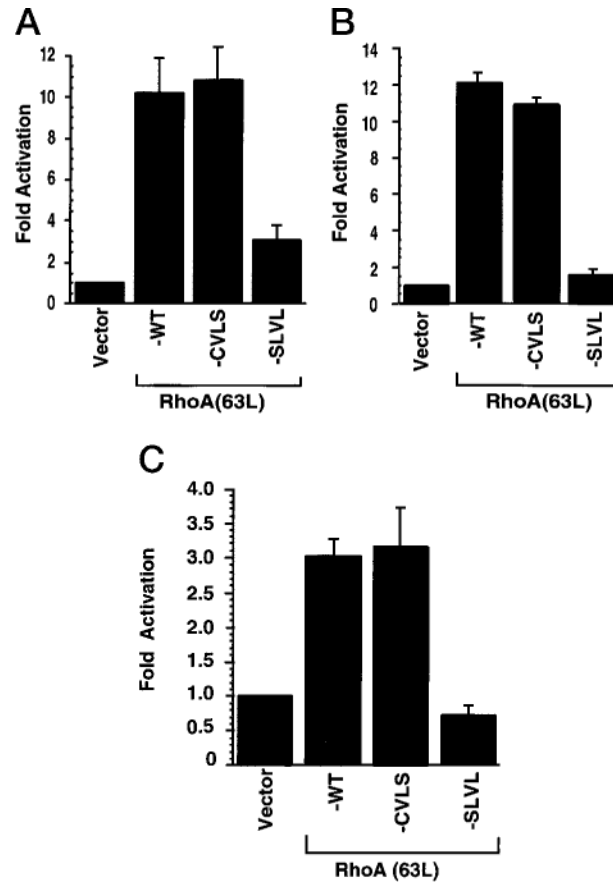 A
Fold Activation
12
10
8
6
4
2
0
Vector
-WT
-CVLS
-SLVL
RhoA(63L)
B
Fold Activation
14
12
10
8
6
4
2
0
Vector
-WT
-CVLS
-SLVL
RhoA(63L)
C
Fold Activation
4.0
3.5
3.0
2.5
2.0
1.5
1.0
0.5
0
Vector
-WT
-CVLS
-SLVL
RhoA (63L)